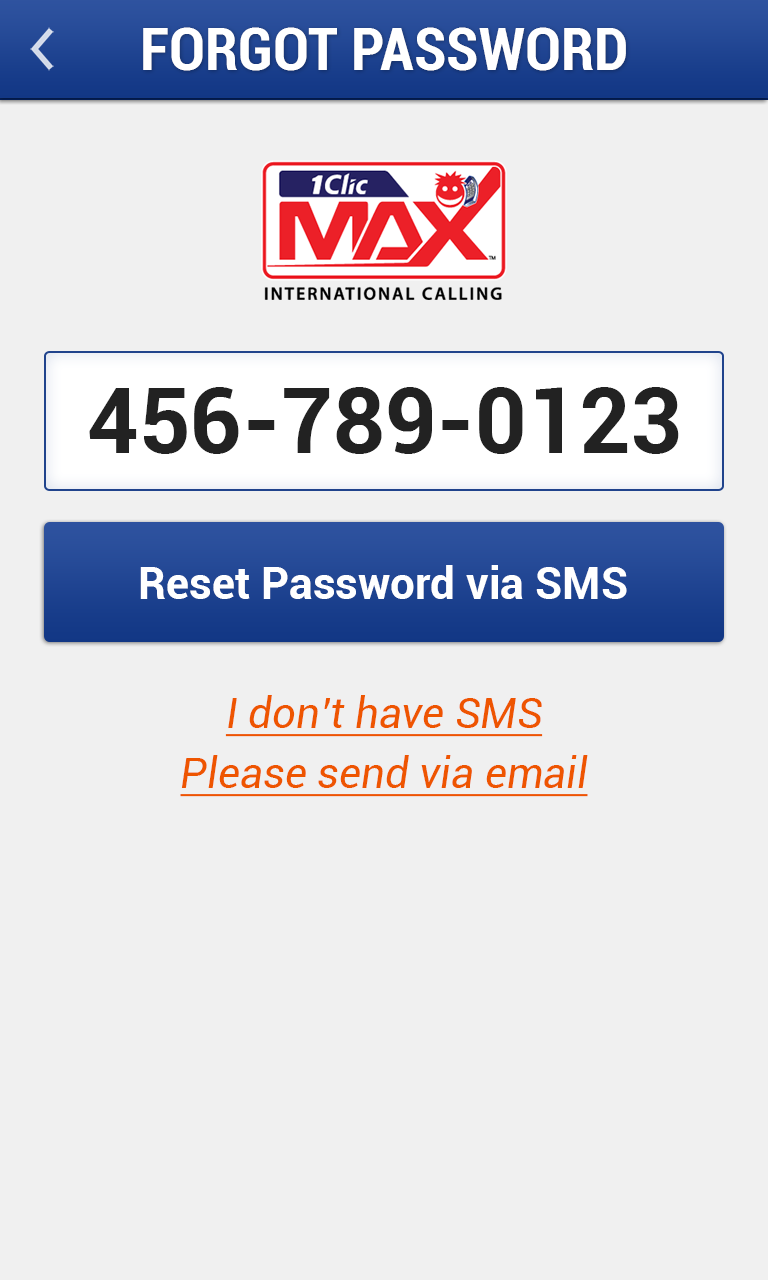 FORGOT PASSWORD
1Clic
MAX™
INTERNATIONAL CALLING
456-789-0123
Reset Password via SMS
I don't have SMS
Please send via email